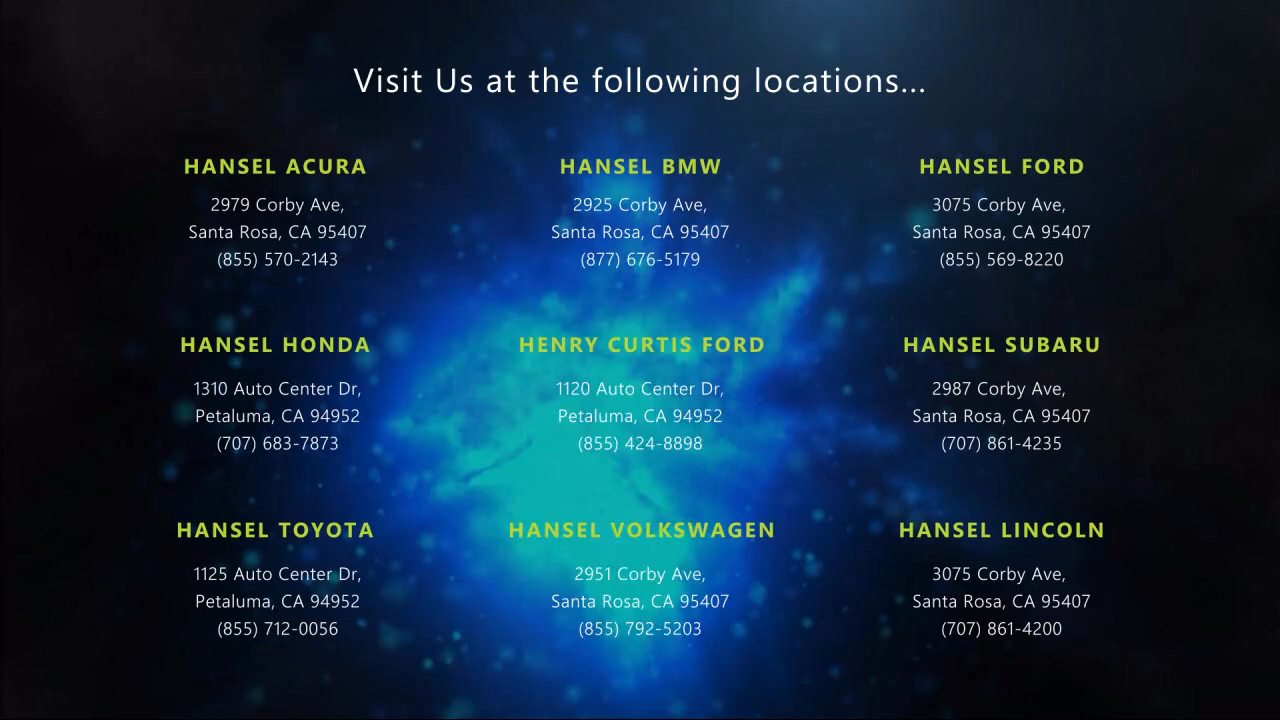 Visit Us at the following locations...
HANSEL ACURA
2979 Corby Ave,
Santa Rosa, CA 95407
(855) 570-2143
HANSEL BMW
2925 Corby Ave,
Santa Rosa, CA 95407
(877) 676-5179
HANSEL FORD
3075 Corby Ave,
Santa Rosa, CA 95407
(855) 569-8220
HANSEL HONDA
1310 Auto Center Dr,
Petaluma, CA 94952
(707) 683-7873
HENRY CURTIS FORD
1120 Auto Center Dr,
Petaluma, CA 94952
(855) 424-8898
HANSEL SUBARU
2987 Corby Ave,
Santa Rosa, CA 95407
(707) 861-4235
HANSEL TOYOTA
1125 Auto Center Dr,
Petaluma, CA 94952
(855) 712-0056
HANSEL VOLKSWAGEN
2951 Corby Ave,
Santa Rosa, CA 95407
(855) 792-5203
HANSEL LINCOLN
3075 Corby Ave,
Santa Rosa, CA 95407
(707) 861-4200